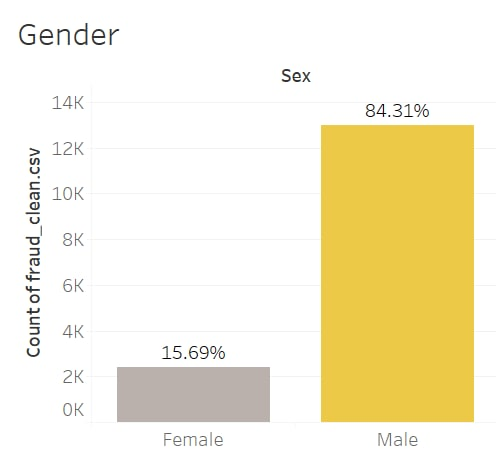 Gender
Sex
Count of fraud_clean.csv
14K
12K
10K
8K
6K
4K
2K
0K
84.31%
15.69%
Female
Male